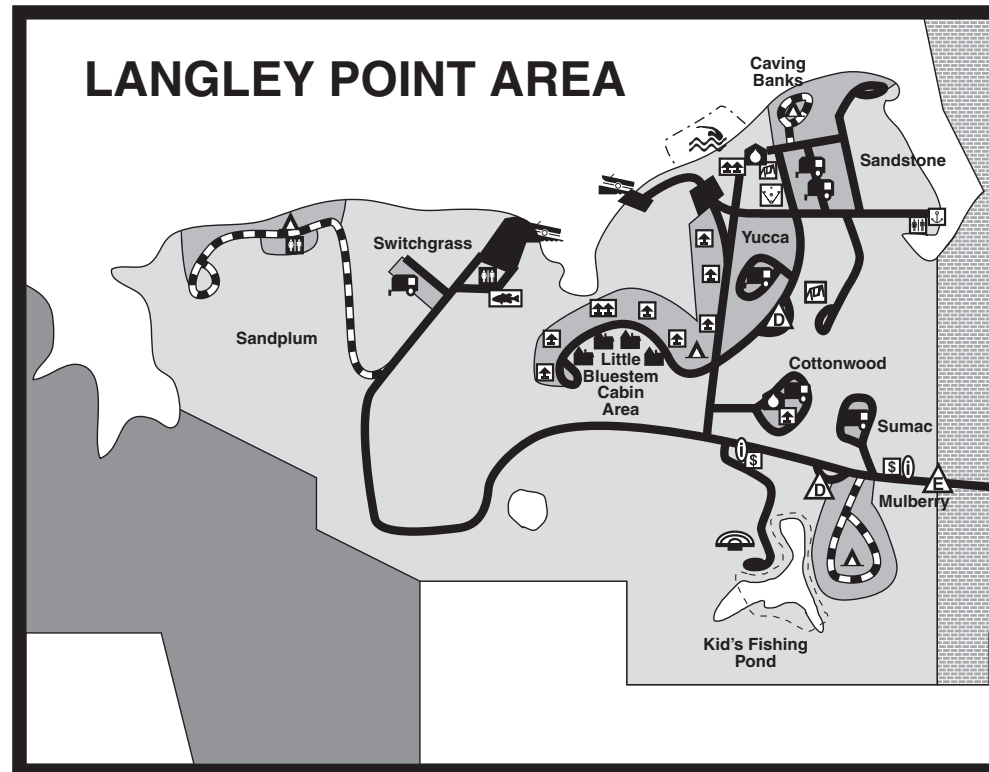 LANGLEY POINT AREA
Caving
Banks
Sandstone
Switchgrass
Yucca
Sandplum
D
Cottonwood
Little
Bluestem
Cabin
Area
Sumac
i
$
$
i
E
D
Mulberry
Kid's Fishing
Pond